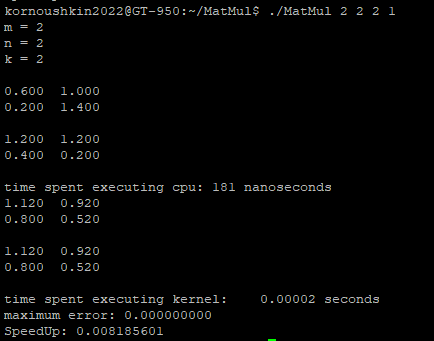 kornoushkin2022@GT-950:~/MatMul$ ./MatMul 2 2 2 1
m = 2
n = 2
k = 2
0.600  1.000
0.200  1.400
1.200  1.200
0.400  0.200
time spent executing cpu: 181 nanoseconds
1.120  0.920
0.800  0.520
1.120  0.920
0.800  0.520
time spent executing kernel:    0.00002 seconds
maximum error: 0.000000000
SpeedUp: 0.008185601